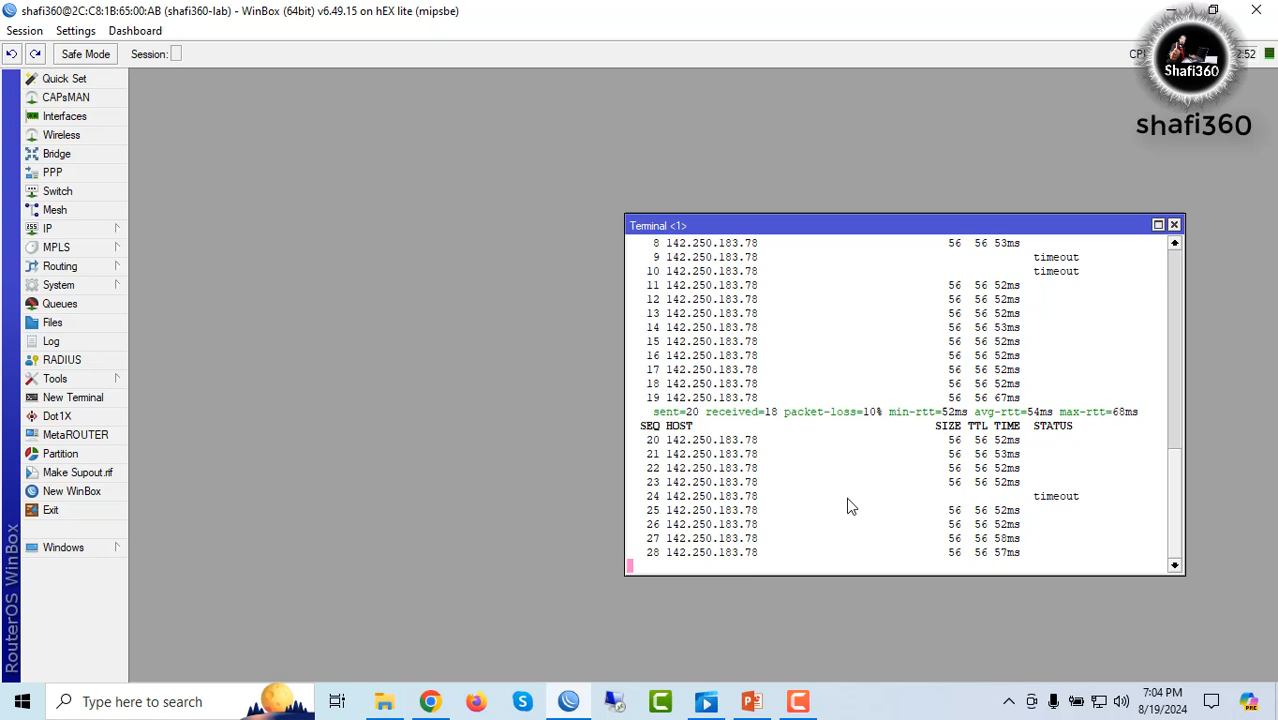 shafi360@2C:C8:1B:65:00:AB (shafi360-lab) - WinBox (64bit) v6.49.15 on hEX lite (mipsbe)
Session Settings Dashboard
Safe Mode Session:
2:52
Shafi360
shafi360
Quick Set
CAPsMAN
Interfaces
Wireless
Bridge
PPP
Switch
Mesh
IP
MPLS
Routing
System
Queues
Files
Log
RADIUS
Tools
New Terminal
Dot1X
MetaROUTER
Partition
Make Supout.rif
New WinBox
Exit
Windows
RouterOS WinBox
Terminal <1>
8 142.250.183.78 56 56 53ms
9 142.250.183.78 timeout
10 142.250.183.78 timeout
11 142.250.183.78 56 56 52ms
12 142.250.183.78 56 56 52ms
13 142.250.183.78 56 56 52ms
14 142.250.183.78 56 56 53ms
15 142.250.183.78 56 56 52ms
16 142.250.183.78 56 56 52ms
17 142.250.183.78 56 56 52ms
18 142.250.183.78 56 56 52ms
19 142.250.183.78 56 56 67ms
sent=20 received=18 packet-loss=10% min-rtt=52ms avg-rtt=54ms max-rtt=68ms
SEQ HOST SIZE TTL TIME STATUS
20 142.250.183.78 56 56 52ms
21 142.250.183.78 56 56 53ms
22 142.250.183.78 56 56 52ms
23 142.250.183.78 56 56 52ms
24 142.250.183.78 timeout
25 142.250.183.78 56 56 52ms
26 142.250.183.78 56 56 52ms
27 142.250.183.78 56 56 58ms
28 142.250.183.78 56 56 57ms
Type here to search
7:04 PM
8/19/2024